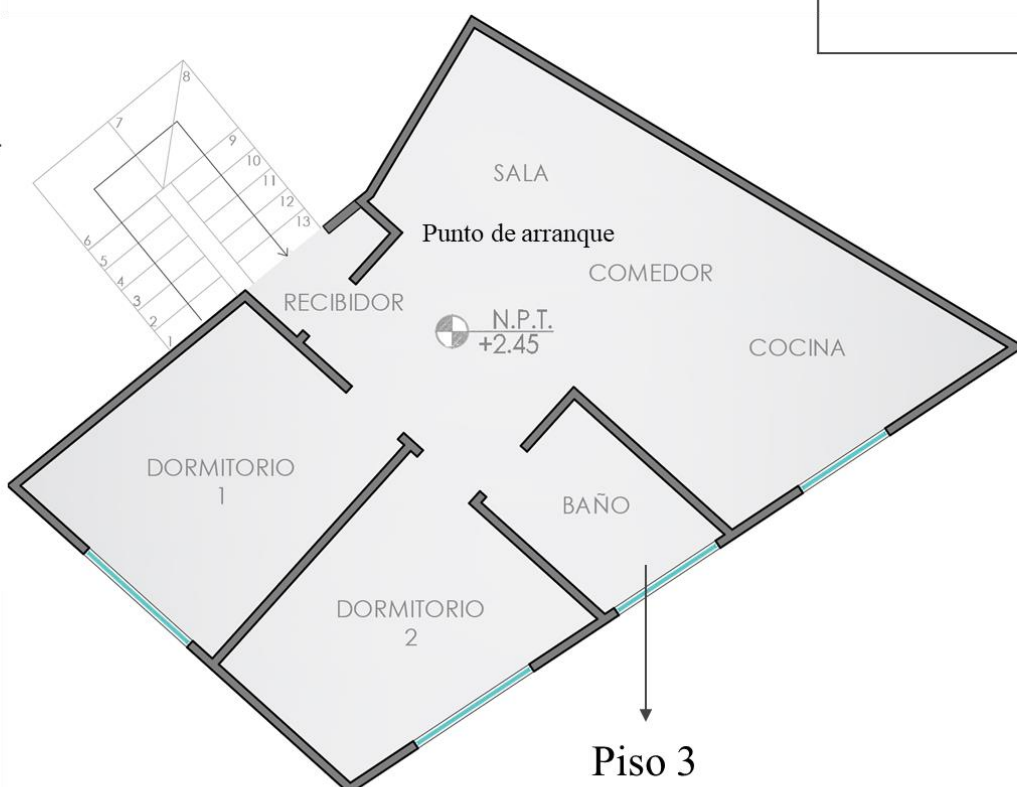 8
7
9
10
11
12
13
6
5
4
3
2
1
SALA
Punto de arranque
COMEDOR
RECIBIDOR
N.P.T.
+2.45
COCINA
DORMITORIO
1
BAÑO
DORMITORIO
2
Piso 3